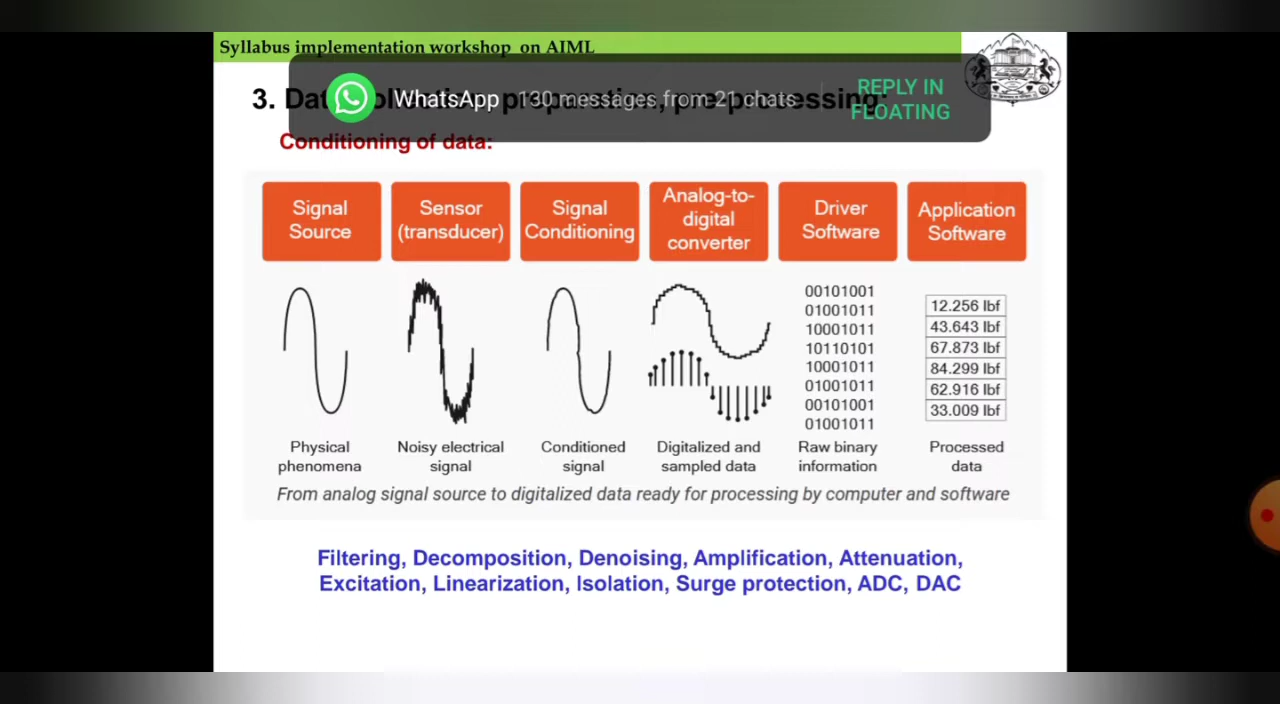 Syllabus implementation workshop on AIML
WhatsApp 130 messages from 21 chats
REPLY IN
FLOATING
3. Data preparation, pre-processing:
Conditioning of data:
Signal
Source
Sensor
(transducer)
Signal
Conditioning
Analog-to-
digital
converter
Driver
Software
Application
Software
00101001
01001011
10001011
10110101
10001011
01001011
00101001
01001011
12.256 lbf
43.643 lbf
67.873 lbf
84.299 lbf
62.916 lbf
33.009 lbf
Physical
phenomena
Noisy electrical
signal
Conditioned
signal
Digitalized and
sampled data
Raw binary
information
Processed
data
From analog signal source to digitalized data ready for processing by computer and software
Filtering, Decomposition, Denoising, Amplification, Attenuation,
Excitation, Linearization, Isolation, Surge protection, ADC, DAC